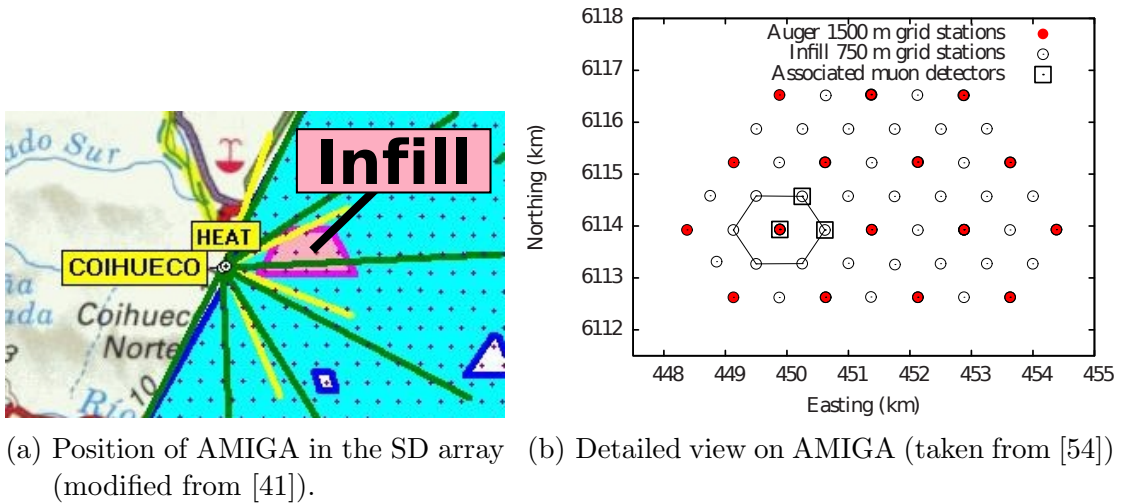 ado Sur
Infill
HEAT
COIHUECO
Coihuec
Norte
ada
3
10
Río
(a) Position of AMIGA in the SD array
(modified from [41]).
6118
6117
6116
6115
6114
6113
6112
Northing (km)
Auger 1500 m grid stations
Infill 750 m grid stations
Associated muon detectors
448 449 450 451 452 453 454 455
Easting (km)
(b) Detailed view on AMIGA (taken from [54])